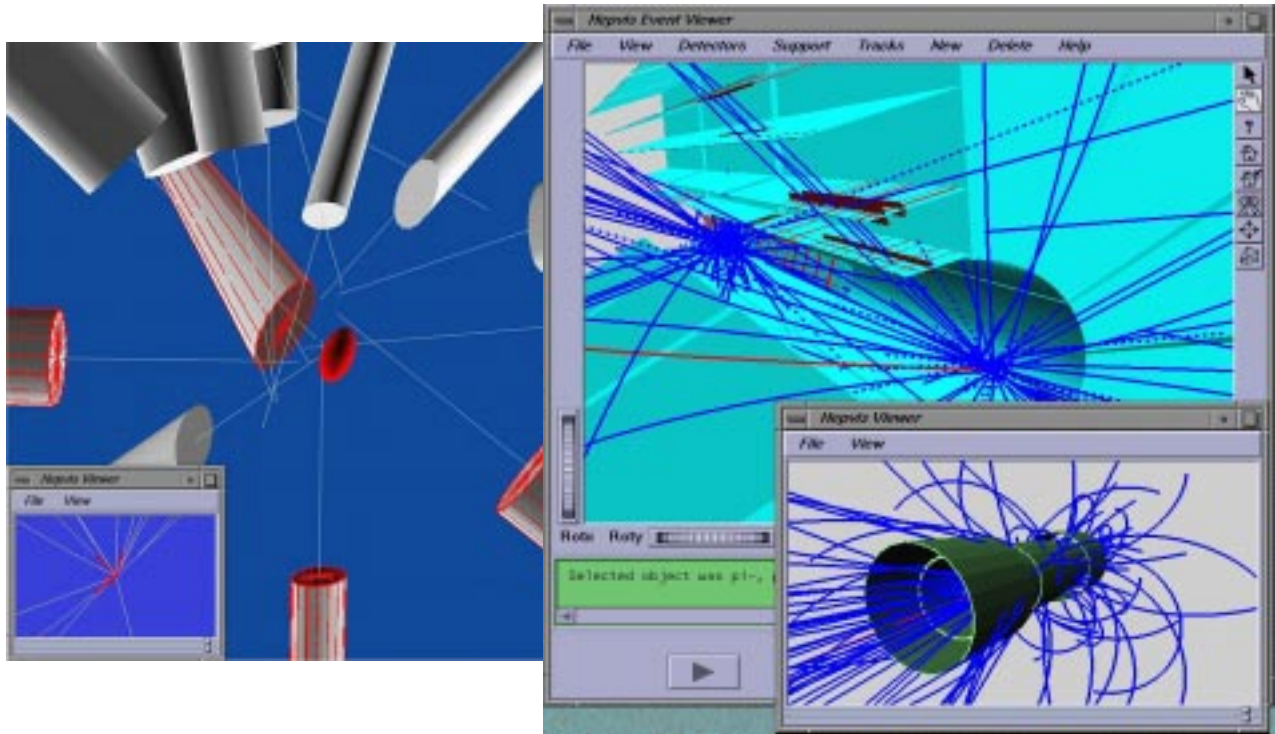 Hepvis Event Viewer
File View Detectors Support Tracks New Delete Help
?
Hepvis Viewer
File View
Rotx Roty
Selected object was pi-,
Hepvis Viewer
File View